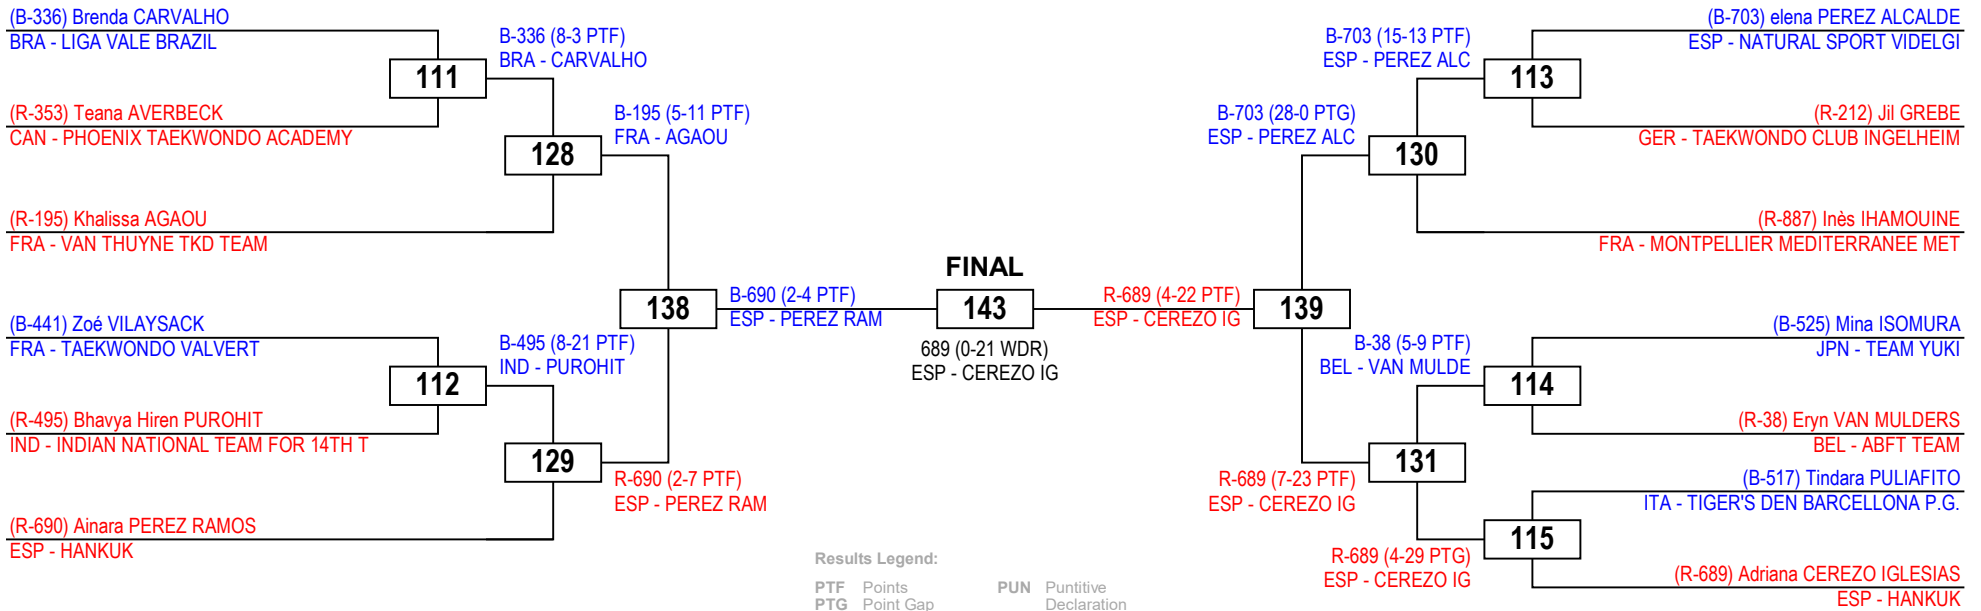 (B-336) Brenda CARVALHO
BRA - LIGA VALE BRAZIL
111
B-336 (8-3 PTF)
BRA - CARVALHO
(R-353) Teana AVERBECK
CAN - PHOENIX TAEKWONDO ACADEMY
128
B-195 (5-11 PTF)
FRA - AGAOU
(R-195) Khalissa AGAOU
FRA - VAN THUYNE TKD TEAM
138
B-690 (2-4 PTF)
ESP - PEREZ RAM
(B-441) Zoé VILAYSACK
FRA - TAEKWONDO VALVERT
112
B-495 (8-21 PTF)
IND - PUROHIT
(R-495) Bhavya Hiren PUROHIT
IND - INDIAN NATIONAL TEAM FOR 14TH T
129
R-690 (2-7 PTF)
ESP - PEREZ RAM
(R-690) Ainara PEREZ RAMOS
ESP - HANKUK
FINAL
143
689 (0-21 WDR)
ESP - CEREZO IG
(B-703) elena PEREZ ALCALDE
ESP - NATURAL SPORT VIDELGI
B-703 (15-13 PTF)
ESP - PEREZ ALC
113
(R-212) Jil GREBE
GER - TAEKWONDO CLUB INGELHEIM
B-703 (28-0 PTG)
ESP - PEREZ ALC
130
(R-887) Inès IHAMOUINE
FRA - MONTPELLIER MEDITERRANEE MET
R-689 (4-22 PTF)
ESP - CEREZO IG
139
(B-525) Mina ISOMURA
JPN - TEAM YUKI
B-38 (5-9 PTF)
BEL - VAN MULDE
114
(R-38) Eryn VAN MULDERS
BEL - ABFT TEAM
R-689 (7-23 PTF)
ESP - CEREZO IG
131
(B-517) Tindara PULIAFITO
ITA - TIGER'S DEN BARCELLONA P.G.
115
R-689 (4-29 PTG)
ESP - CEREZO IG
(R-689) Adriana CEREZO IGLESIAS
ESP - HANKUK
Results Legend:
PTF Points
PTG Point Gap
PUN Puntitive
Declaration